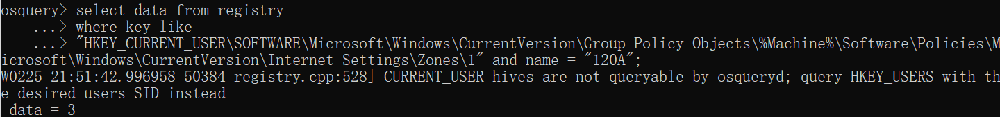 osquery> select data from registry
    ...> where key like
    ...> "HKEY_CURRENT_USER\SOFTWARE\Microsoft\Windows\CurrentVersion\Group Policy Objects\%Machine%\Software\Policies\M
icrosoft\Windows\CurrentVersion\Internet Settings\Zones\1" and name = "120A";
W0225 21:51:42.996958 50384 registry.cpp:528] CURRENT_USER hives are not queryable by osqueryd; query HKEY_USERS with th
e desired users SID instead
 data = 3